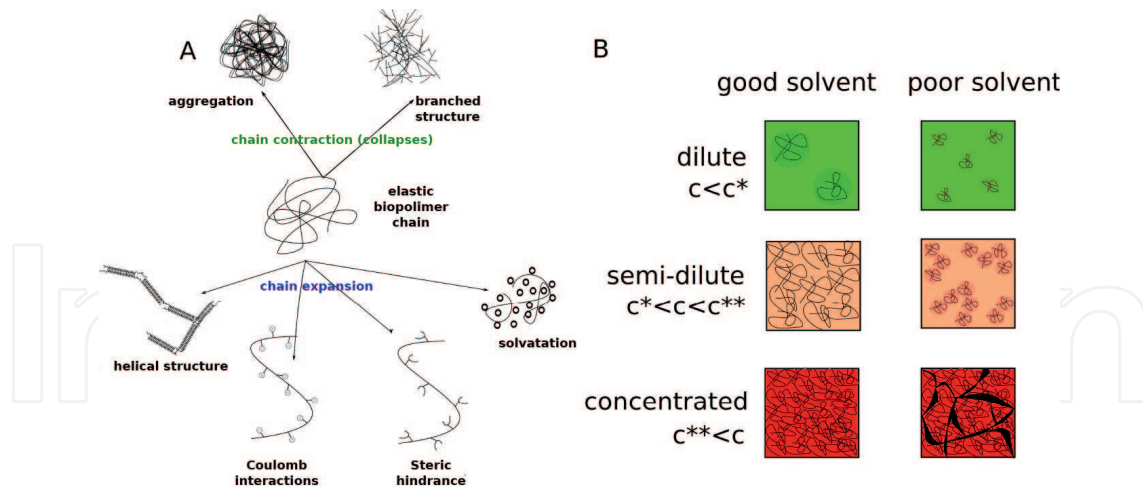 A
aggregation
branched
structure
chain contraction (collapses)
elastic
biopolimer
chain
chain expansion
helical structure
solvatation
Coulomb
interactions
Steric
hindrance
B
good solvent
poor solvent
dilute
c<c*
semi-dilute
c*<c<c**
concentrated
c**<c